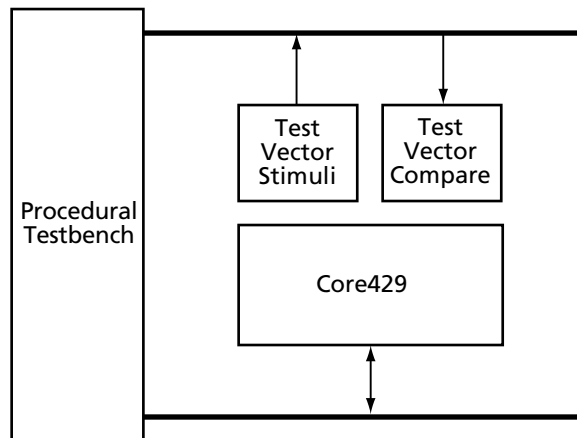 Test
Vector
Stimuli
Test
Vector
Compare
Procedural
Testbench
Core429